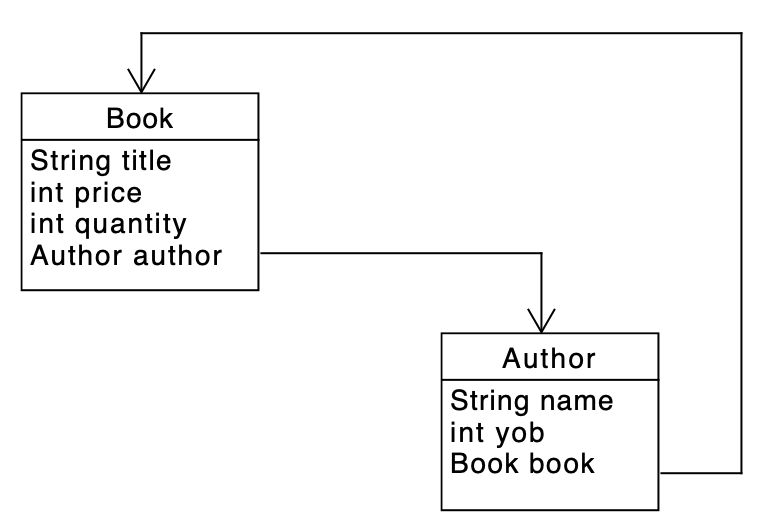 Book
String title
int price
int quantity
Author author
Author
String name
int yob
Book book